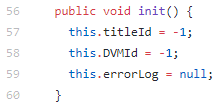 56 public void init() {
57 this.titleId = -1;
58 this.DVMId = -1;
59 this.errorLog = null;
60 }